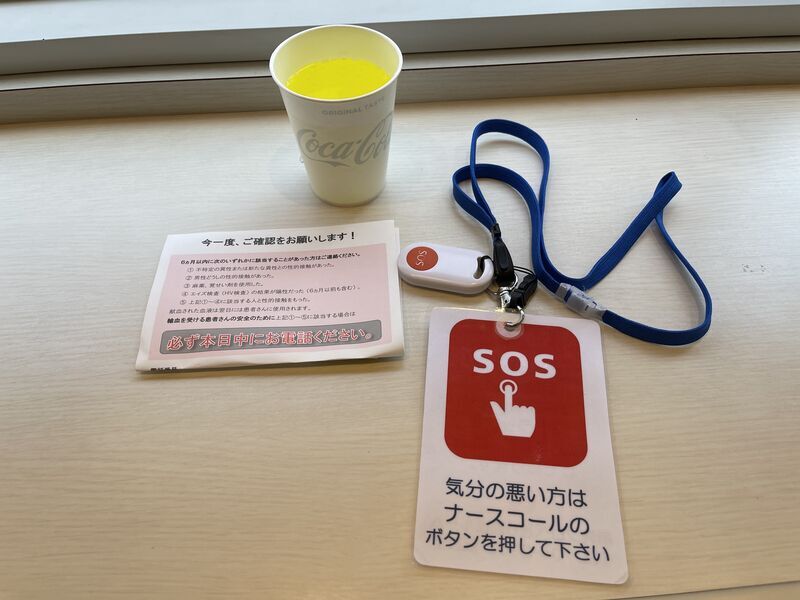 ORIGINAL TASTE
Coca-Cola
今一度、ご確認をお願いします！
6ヵ月以内に次のいずれかに該当することがあった方はご連絡ください。
① 不特定の異性または新たな異性との性的接触があった。
② 男性どうしの性的接触があった。
③ 麻薬、覚せい剤を使用した。
④ エイズ検査（HIV検査）の結果が陽性だった（6ヵ月以前も含む）。
⑤ 上記①～④に該当する人と性的接触をもった。
献血された血液は翌日には患者さんに使用されます。
輸血を受ける患者さんの安全のために上記①～⑤に該当する場合は
必ず本日中にお電話ください。
SOS
SOS
気分の悪い方は
ナースコールの
ボタンを押して下さい